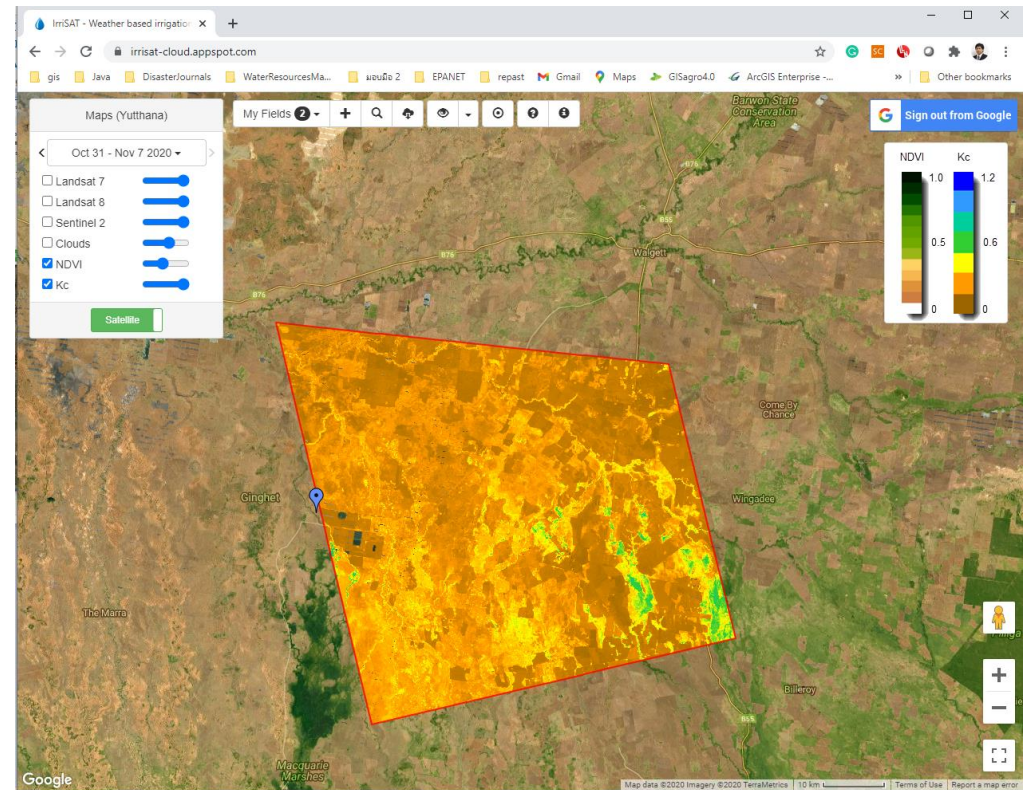 IrriSAT - Weather based irrigation
irrisat-cloud.appspot.com
gis
Java
DisasterJournals
WaterResourcesMa...
มอบมือ 2
EPANET
repast
Gmail
Maps
GISagro4.0
ArcGIS Enterprise -...
»
Other bookmarks
Maps (Yutthana)
My Fields 2
Sign out from Google
Oct 31 - Nov 7 2020
Landsat 7
Landsat 8
Sentinel 2
Clouds
NDVI
Kc
Satellite
NDVI Kc
1.0 1.2
0.5 0.6
0 0
Barwon State
Conservation
Area
B76
B55
Walgett
B76
B76
Come By
Chance
Ginghet
Wingadee
The Marra
Billeroy
B55
Macquarie
Marshes
Google
Map data ©2020 Imagery ©2020 TerraMetrics
10 km
Terms of Use
Report a map error